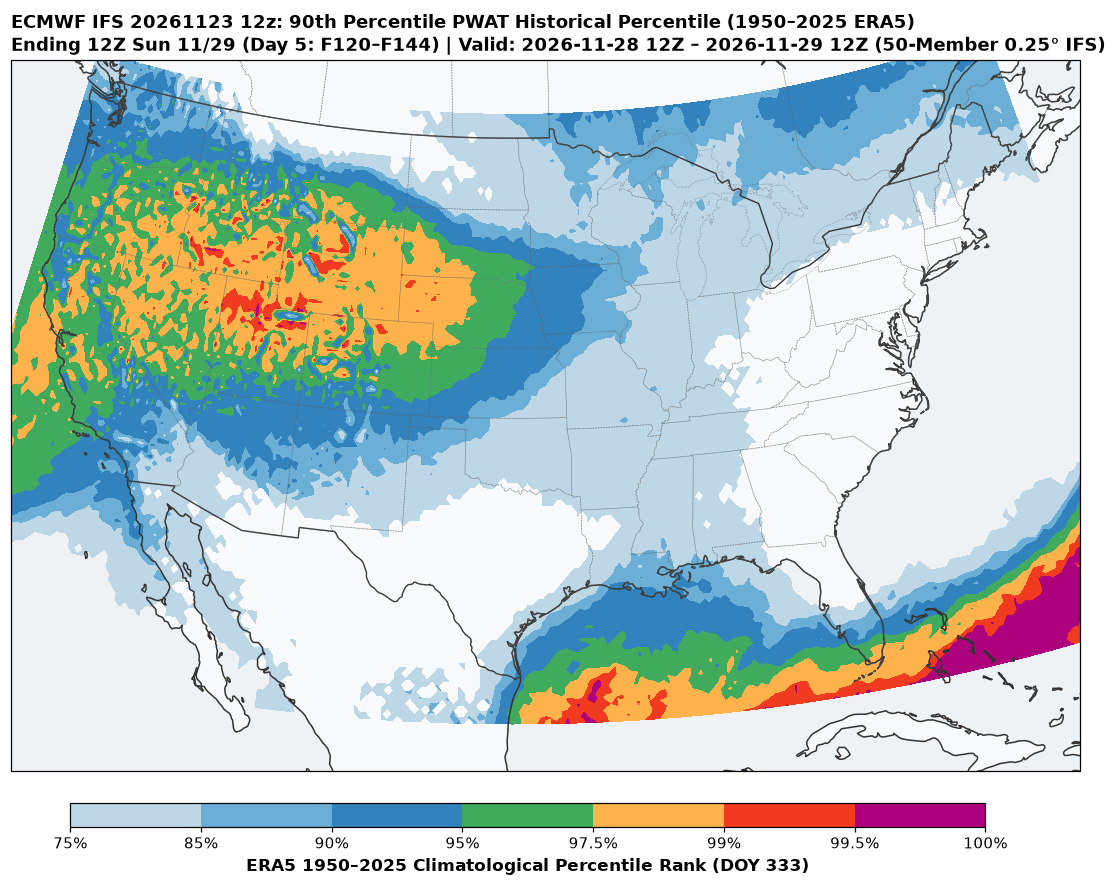 ECMWF IFS 20261123 12z: 90th Percentile PWAT Historical Percentile (1950–2025 ERA5)
Ending 12Z Sun 11/29 (Day 5: F120–F144) | Valid: 2026-11-28 12Z – 2026-11-29 12Z (50-Member 0.25° IFS)
75% 85% 90% 95% 97.5% 99% 99.5% 100%
ERA5 1950–2025 Climatological Percentile Rank (DOY 333)